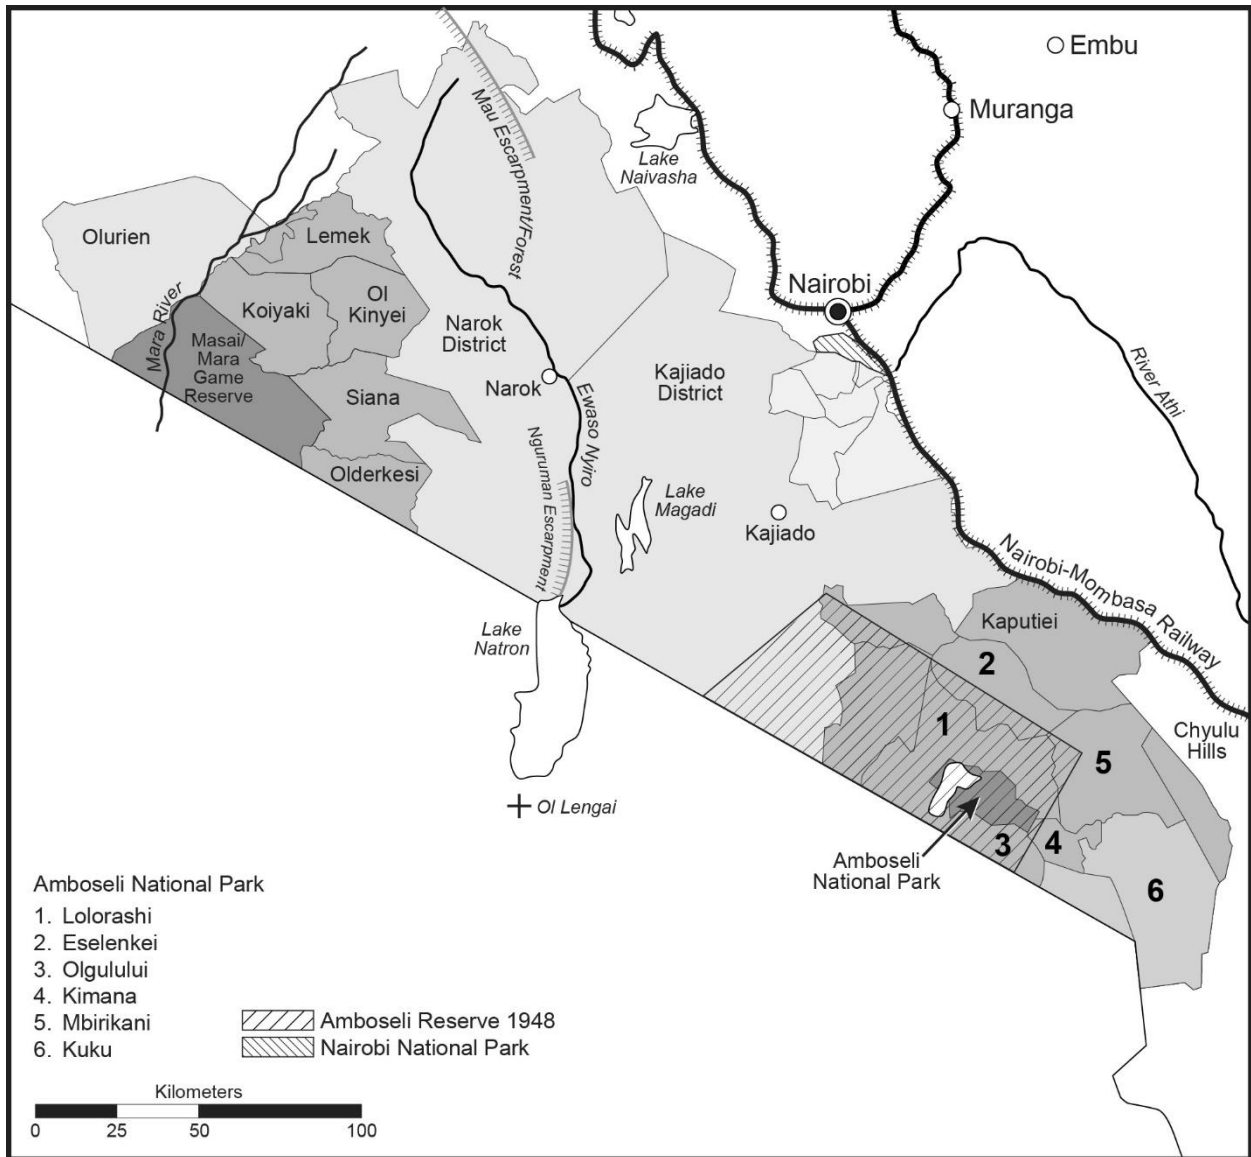 Embu
Muranga
Mau Escarpment/Forest
Lake
Naivasha
Olurien
Lemek
Nairobi
Mara River
Koiyaki
Ol
Kinyei
Narok
District
Masai/
Mara
Game
Reserve
Kajiado
District
River Athi
Narok
Siana
Ewaso Nyiro
Nguruman Escarpment
Olderkesi
Lake
Magadi
Kajiado
Nairobi-Mombasa Railway
Kaputiei
Lake
Natron
2
1
Chyulu
Hills
5
Ol Lengai
3
4
Amboseli
National Park
6
Amboseli National Park
1. Lolorashi
2. Eselenkei
3. Olgululului
4. Kimana
5. Mbirikani
6. Kuku
Amboseli Reserve 1948
Nairobi National Park
Kilometers
0 25 50 100